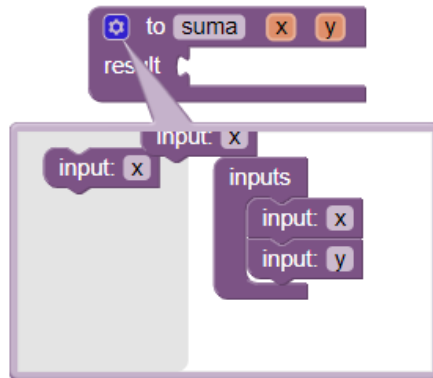 to suma x y
result
input: x
input: x
inputs
input: x
input: y